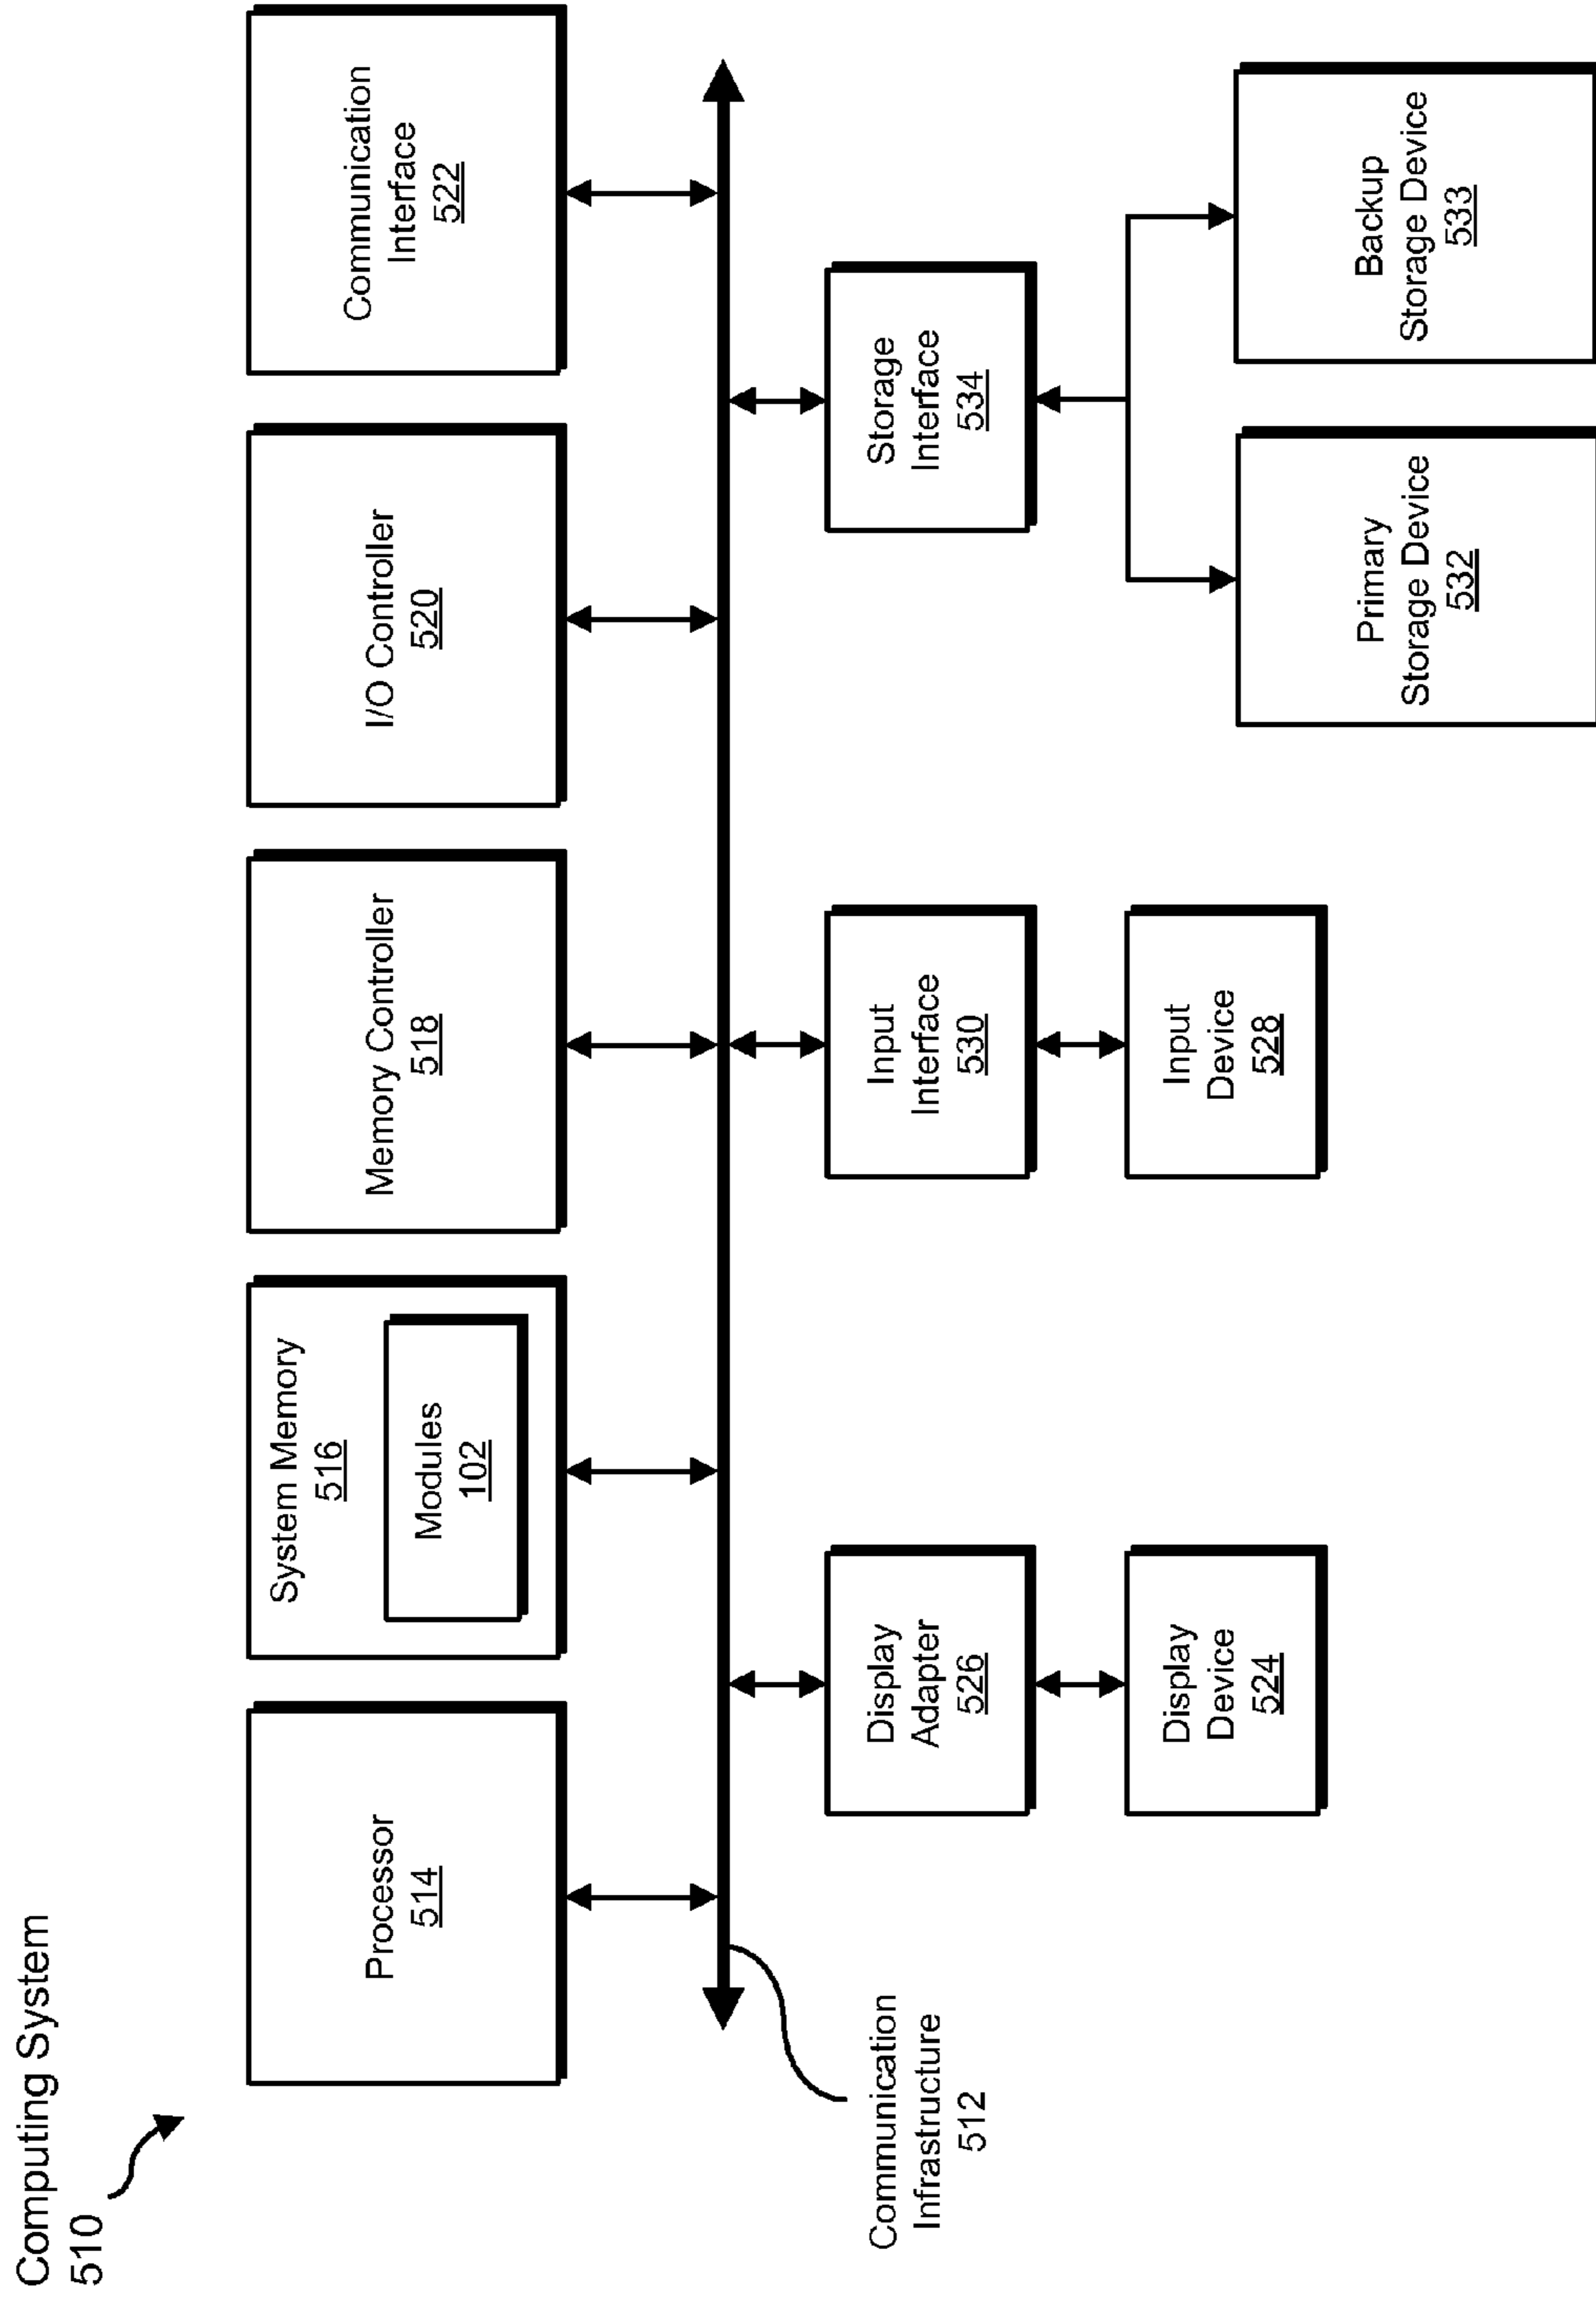 Computing System
510
Processor
514
System Memory
516
Modules
102
Memory Controller
518
I/O Controller
520
Communication
Interface
522
Communication
Infrastructure
512
Display
Adapter
526
Input
Interface
530
Storage
Interface
534
Display
Device
524
Input
Device
528
Primary
Storage Device
532
Backup
Storage Device
533